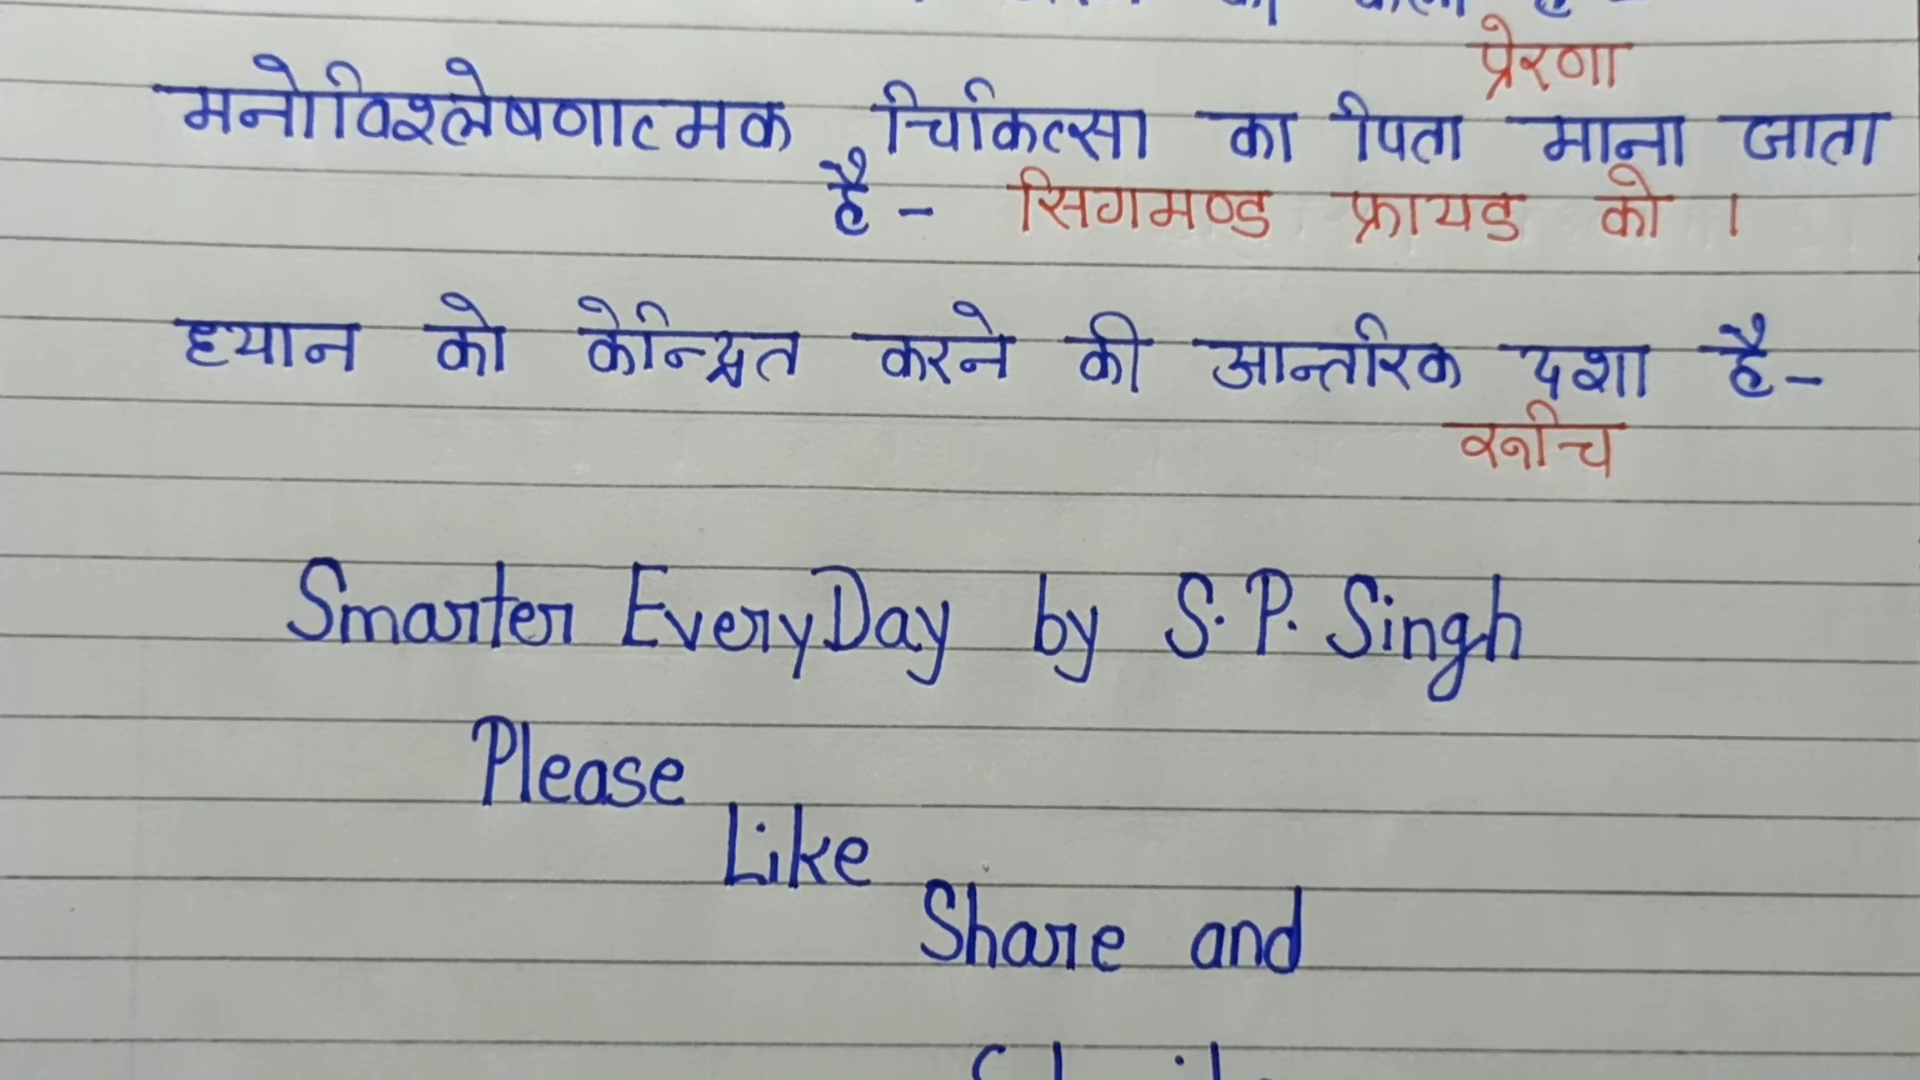 प्रेरणा
मनोविश्लेषणात्मक चिकित्सा का पिता माना जाता
है - सिगमण्ड फ्रायड को ।
ध्यान को केन्द्रित करने की आन्तरिक दशा है -
रूचि
Smarter EveryDay by S. P. Singh
Please
Like
Share and